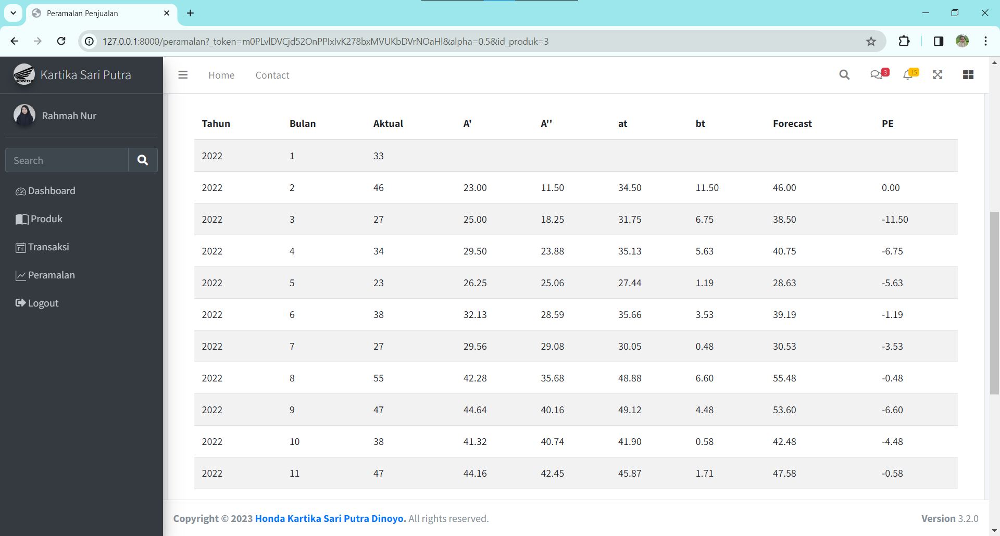 Peramalan Penjualan
127.0.0.1:8000/peramalan?_token=m0PLvlDVCjd52OnPPIxIvK278bxMVUKbDVrNOaHl&alpha=0.5&id_produk=3
Kartika Sari Putra
Home Contact 3 15
Rahmah Nur
Search
Dashboard
Produk
Fri Transaksi
Peramalan
Logout
Tahun Bulan Aktual A' A'' at bt Forecast PE
2022 1 33
2022 2 46 23.00 11.50 34.50 11.50 46.00 0.00
2022 3 27 25.00 18.25 31.75 6.75 38.50 -11.50
2022 4 34 29.50 23.88 35.13 5.63 40.75 -6.75
2022 5 23 26.25 25.06 27.44 1.19 28.63 -5.63
2022 6 38 32.13 28.59 35.66 3.53 39.19 -1.19
2022 7 27 29.56 29.08 30.05 0.48 30.53 -3.53
2022 8 55 42.28 35.68 48.88 6.60 55.48 -0.48
2022 9 47 44.64 40.16 49.12 4.48 53.60 -6.60
2022 10 38 41.32 40.74 41.90 0.58 42.48 -4.48
2022 11 47 44.16 42.45 45.87 1.71 47.58 -0.58
Copyright © 2023 Honda Kartika Sari Putra Dinoyo. All rights reserved. Version 3.2.0